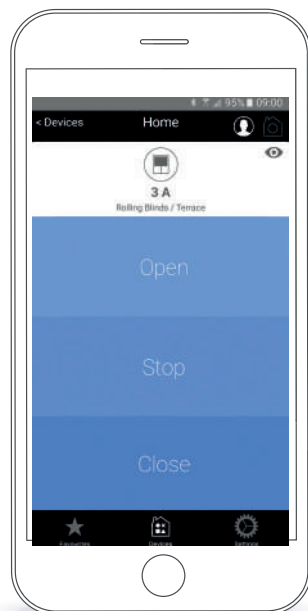 95% 09:00
< Devices Home
3 A
Rolling Blinds / Terrace
Open
Stop
Close
Favourites Devices Settings